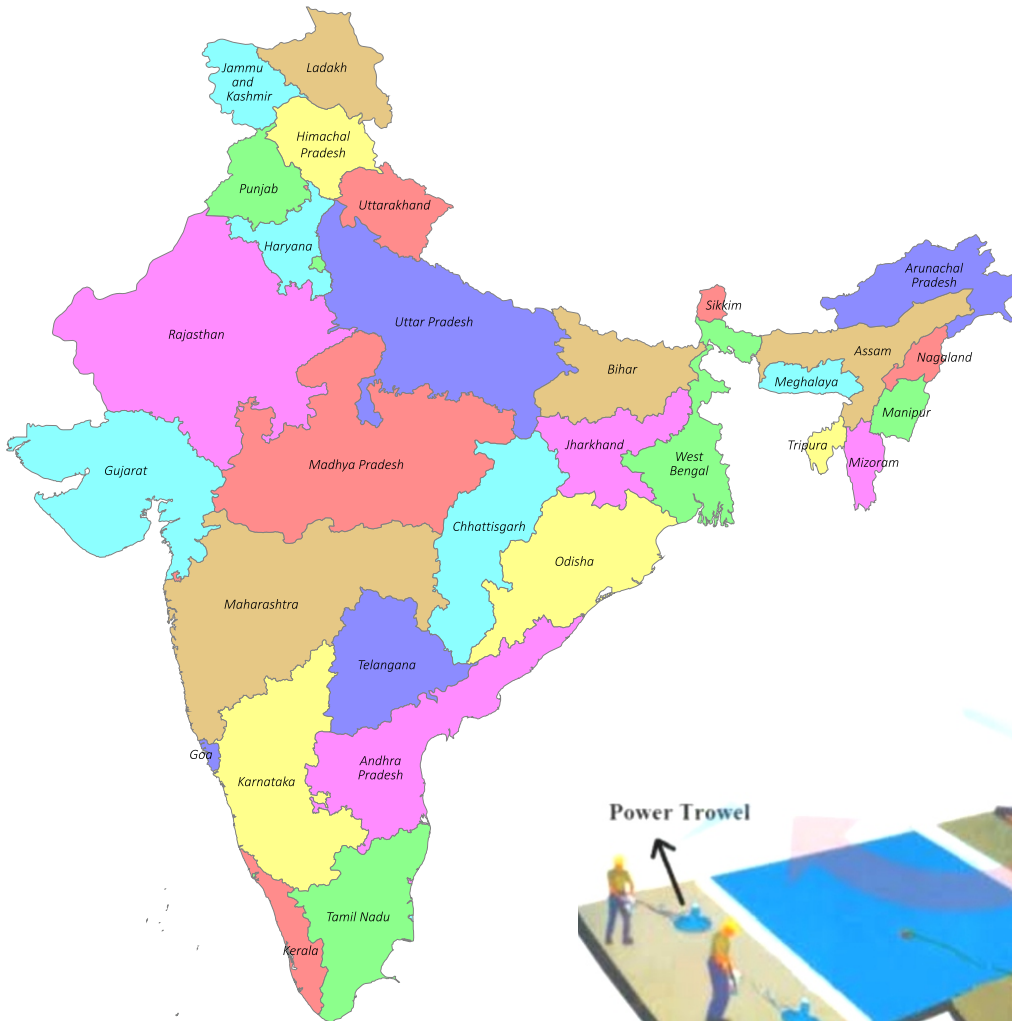 Ladakh
Jammu
and
Kashmir
Himachal
Pradesh
Punjab
Uttarakhand
Haryana
Arunachal
Pradesh
Sikkim
Uttar Pradesh
Rajasthan
Assam
Nagaland
Bihar
Meghalaya
Manipur
Jharkhand
Tripura
West
Bengal
Mizoram
Madhya Pradesh
Gujarat
Chhattisgarh
Odisha
Maharashtra
Telangana
Goa
Andhra
Pradesh
Karnataka
Power Trowel
Tamil Nadu
Kerala